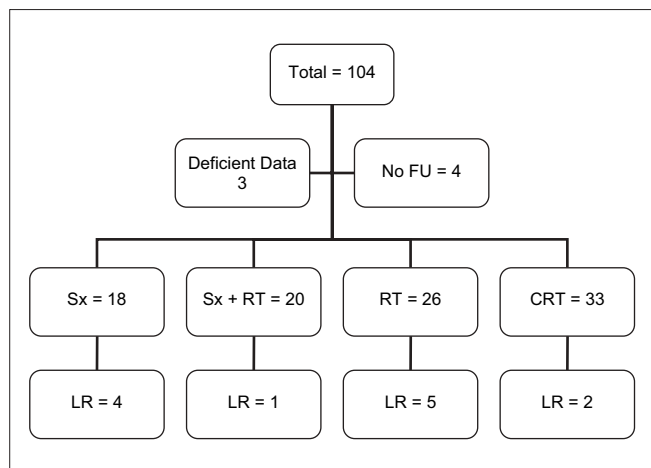 Total = 104
Deficient Data
3
No FU = 4
Sx = 18
Sx + RT = 20
RT = 26
CRT = 33
LR = 4
LR = 1
LR = 5
LR = 2